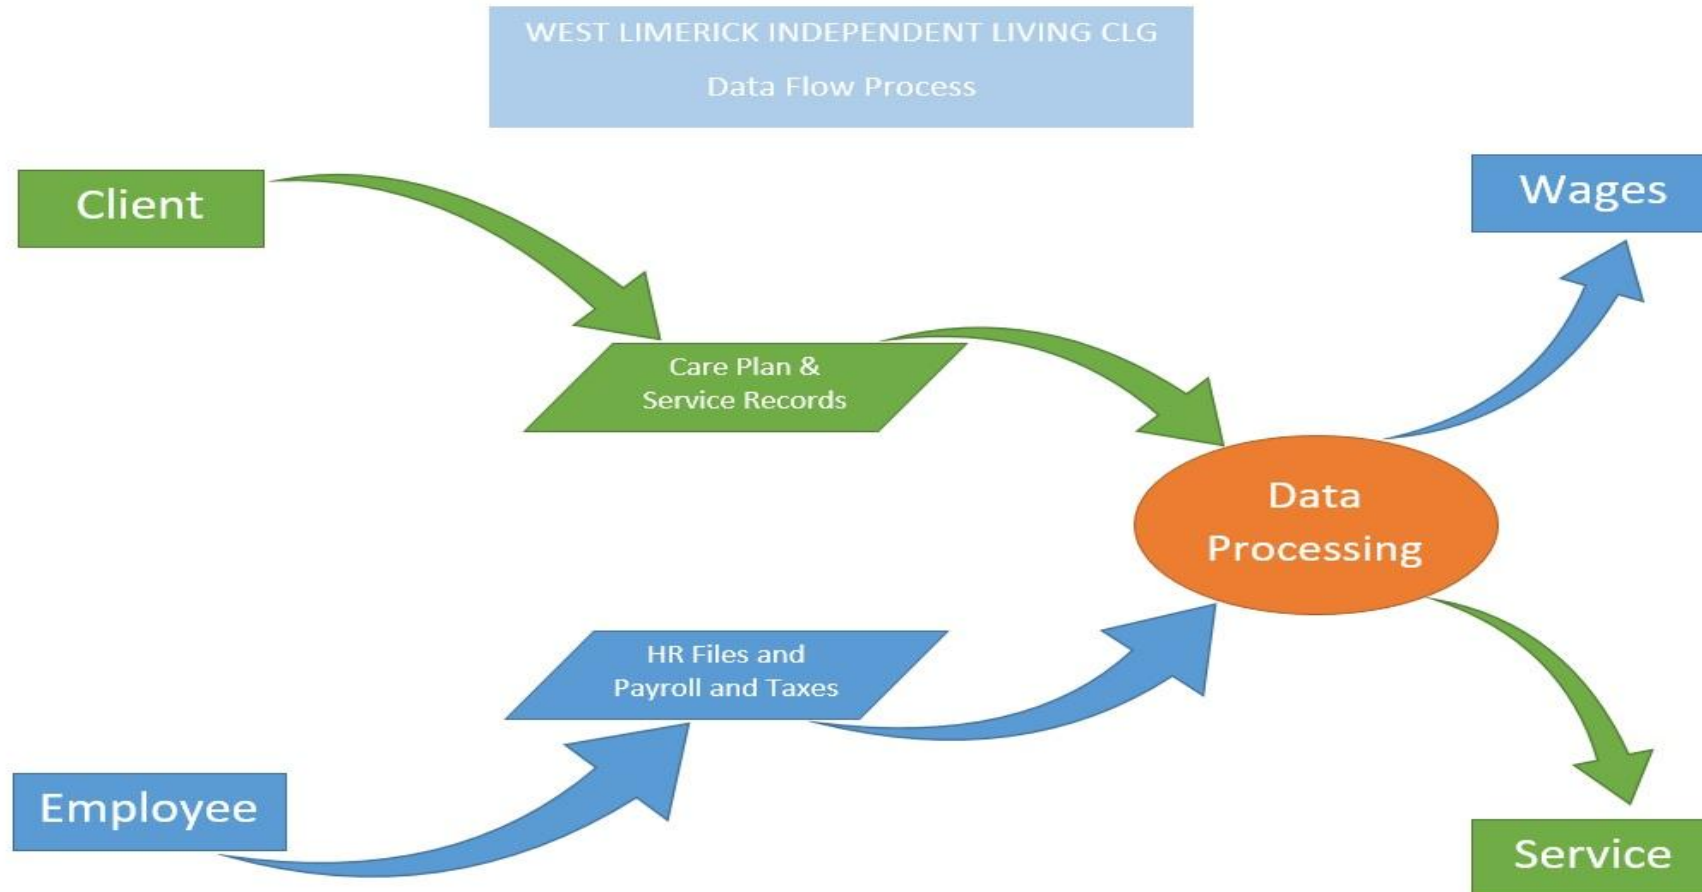 WEST LIMERICK INDEPENDENT LIVING CLG
Data Flow Process
Client
Wages
Care Plan &
Service Records
Data
Processing
HR Files and
Payroll and Taxes
Employee
Service